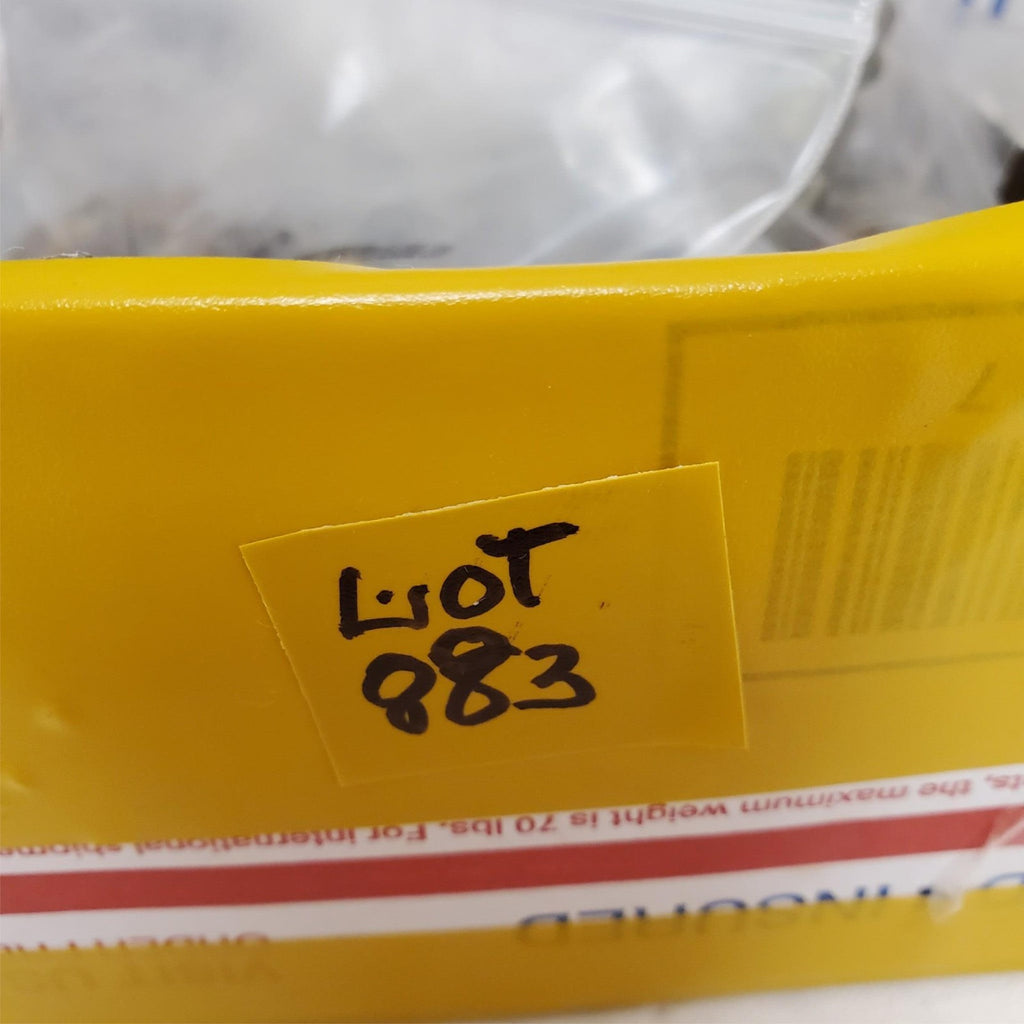 LOT
883
ts, the maximum weight is 70 lbs. For international shipm
INSURED